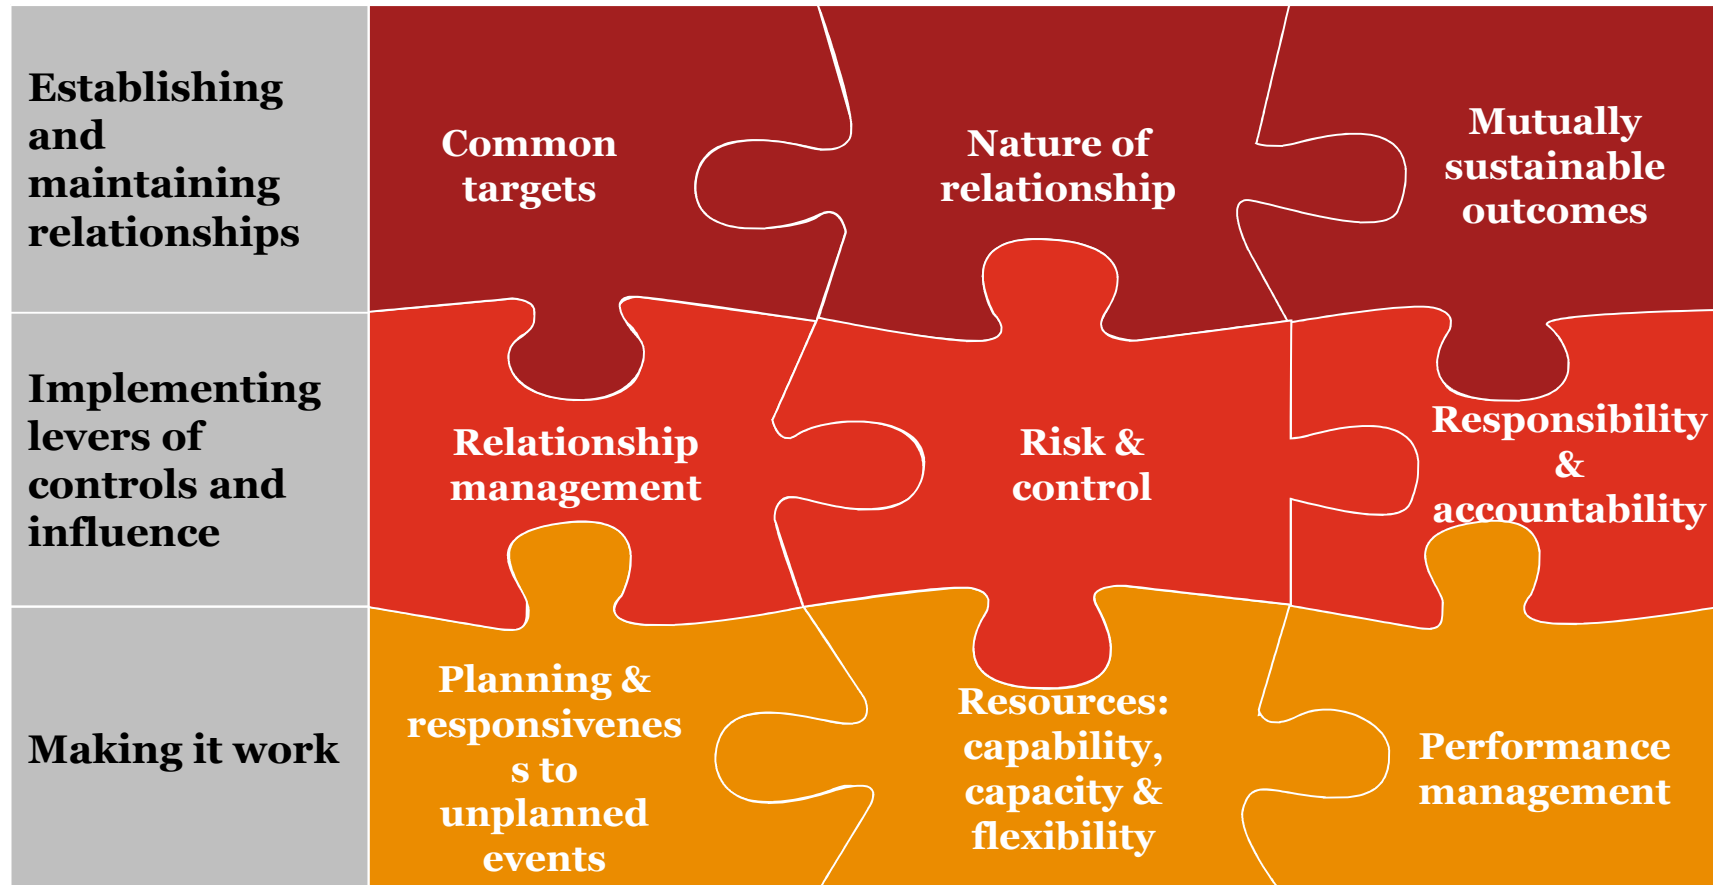 Establishing
and
maintaining
relationships
Common
targets
Nature of
relationship
Mutually
sustainable
outcomes
Implementing
levers of
controls and
influence
Relationship
management
Risk &
control
Responsibility
&
accountability
Making it work
Planning &
responsivenes
s to
unplanned
events
Resources:
capability,
capacity &
flexibility
Performance
management